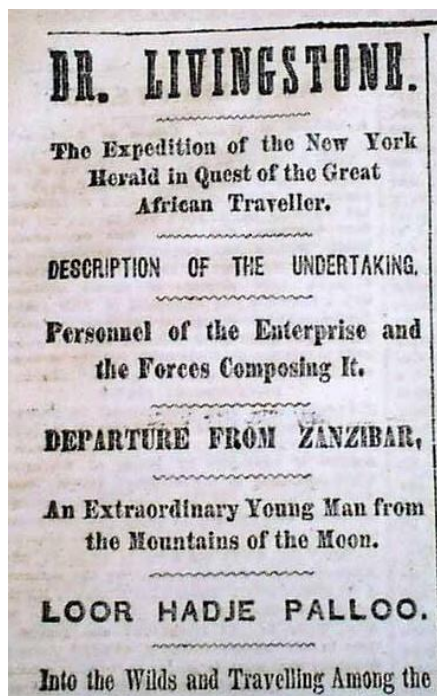 DR. LIVINGSTONE.
The Expedition of the New York
Herald in Quest of the Great
African Traveller.
DESCRIPTION OF THE UNDERTAKING.
Personnel of the Enterprise and
the Forces Composing It.
DEPARTURE FROM ZANZIBAR,
An Extraordinary Young Man from
the Mountains of the Moon.
LOOR HADJE PALLOO.
Into the Wilds and Travelling Among the